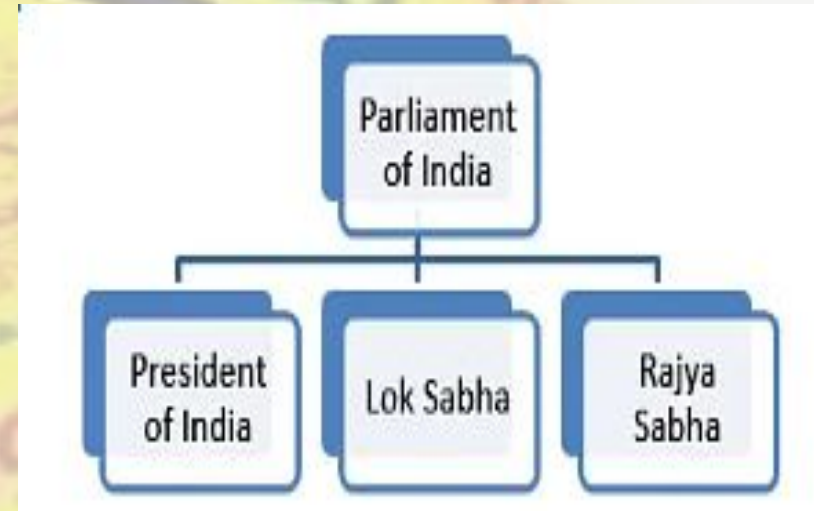 Parliament
of India
President
of India
Lok Sabha
Rajya
Sabha